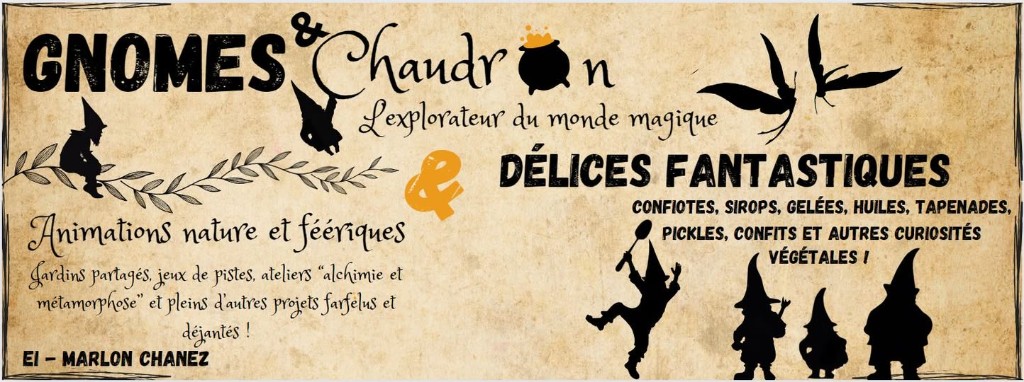 GNOMES & Chaudron
L'explorateur du monde magique
&
DÉLICES FANTASTIQUES
CONFIOTES, SIROPS, GELÉES, HUILES, TAPENADES,
PICKLES, CONFITS ET AUTRES CURIOSITÉS
VÉGÉTALES !
Animations nature et féériques
Jardins partagés, jeux de pistes, ateliers "alchimie et
métamorphose" et pleins d'autres projets farfelus et
déjantés !
EI – MARLON CHANEZ